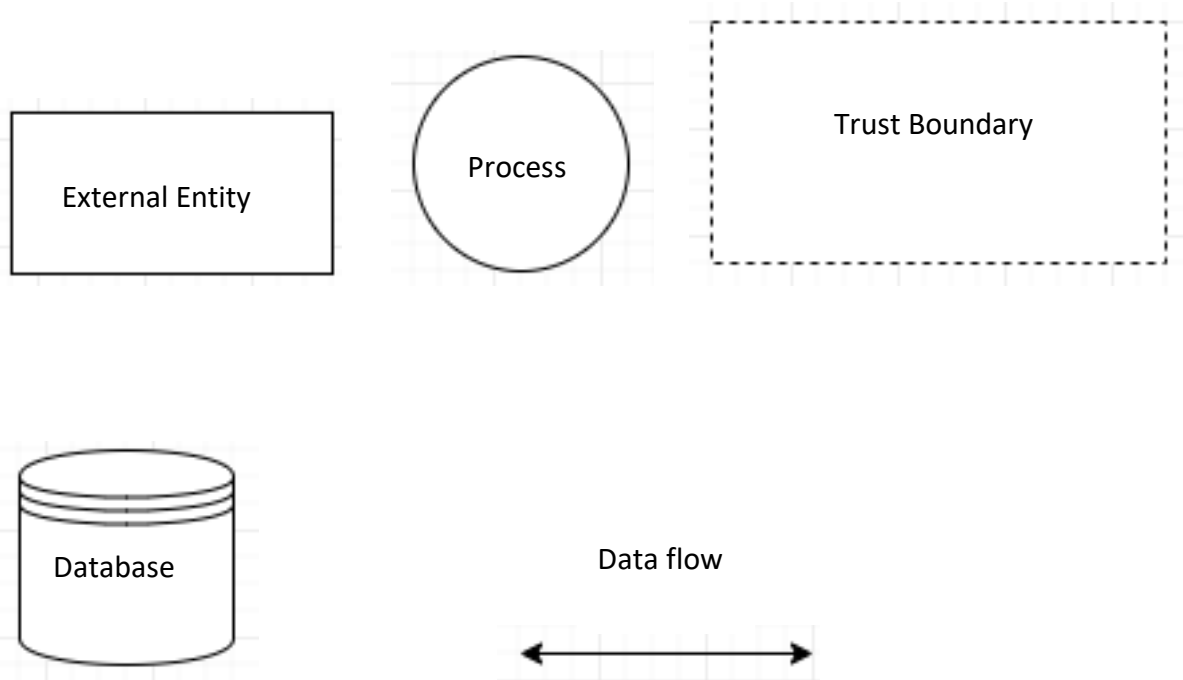 External Entity
Process
Trust Boundary
Database
Data flow